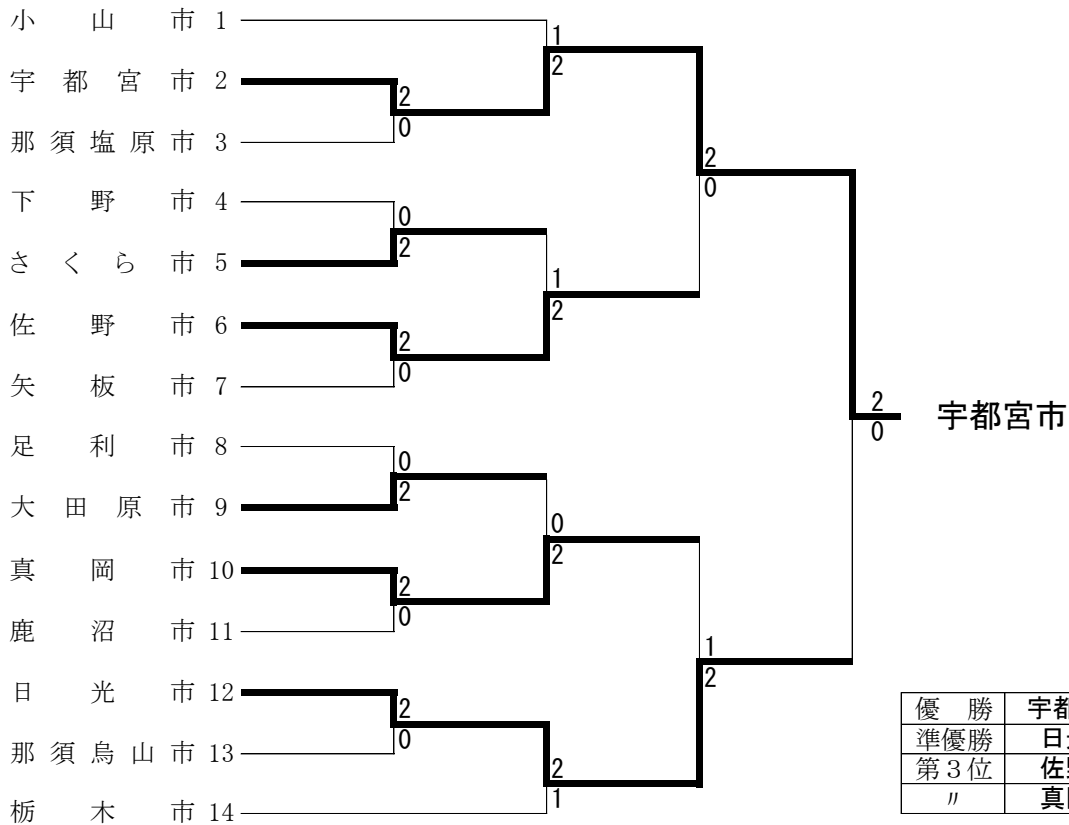 小山市 1
宇都宮市 2
那須塩原市 3
下野市 4
さくら市 5
佐野市 6
矢板市 7
足利市 8
大田原市 9
真岡市 10
鹿沼市 11
日光市 12
那須烏山市 13
栃木市 14
2
0
0
2
2
0
0
2
2
0
2
0
1
2
1
2
0
2
2
1
2
0
1
2
2
0
宇都宮市
優勝 宇都
準優勝 日
第3位 佐
〃 真